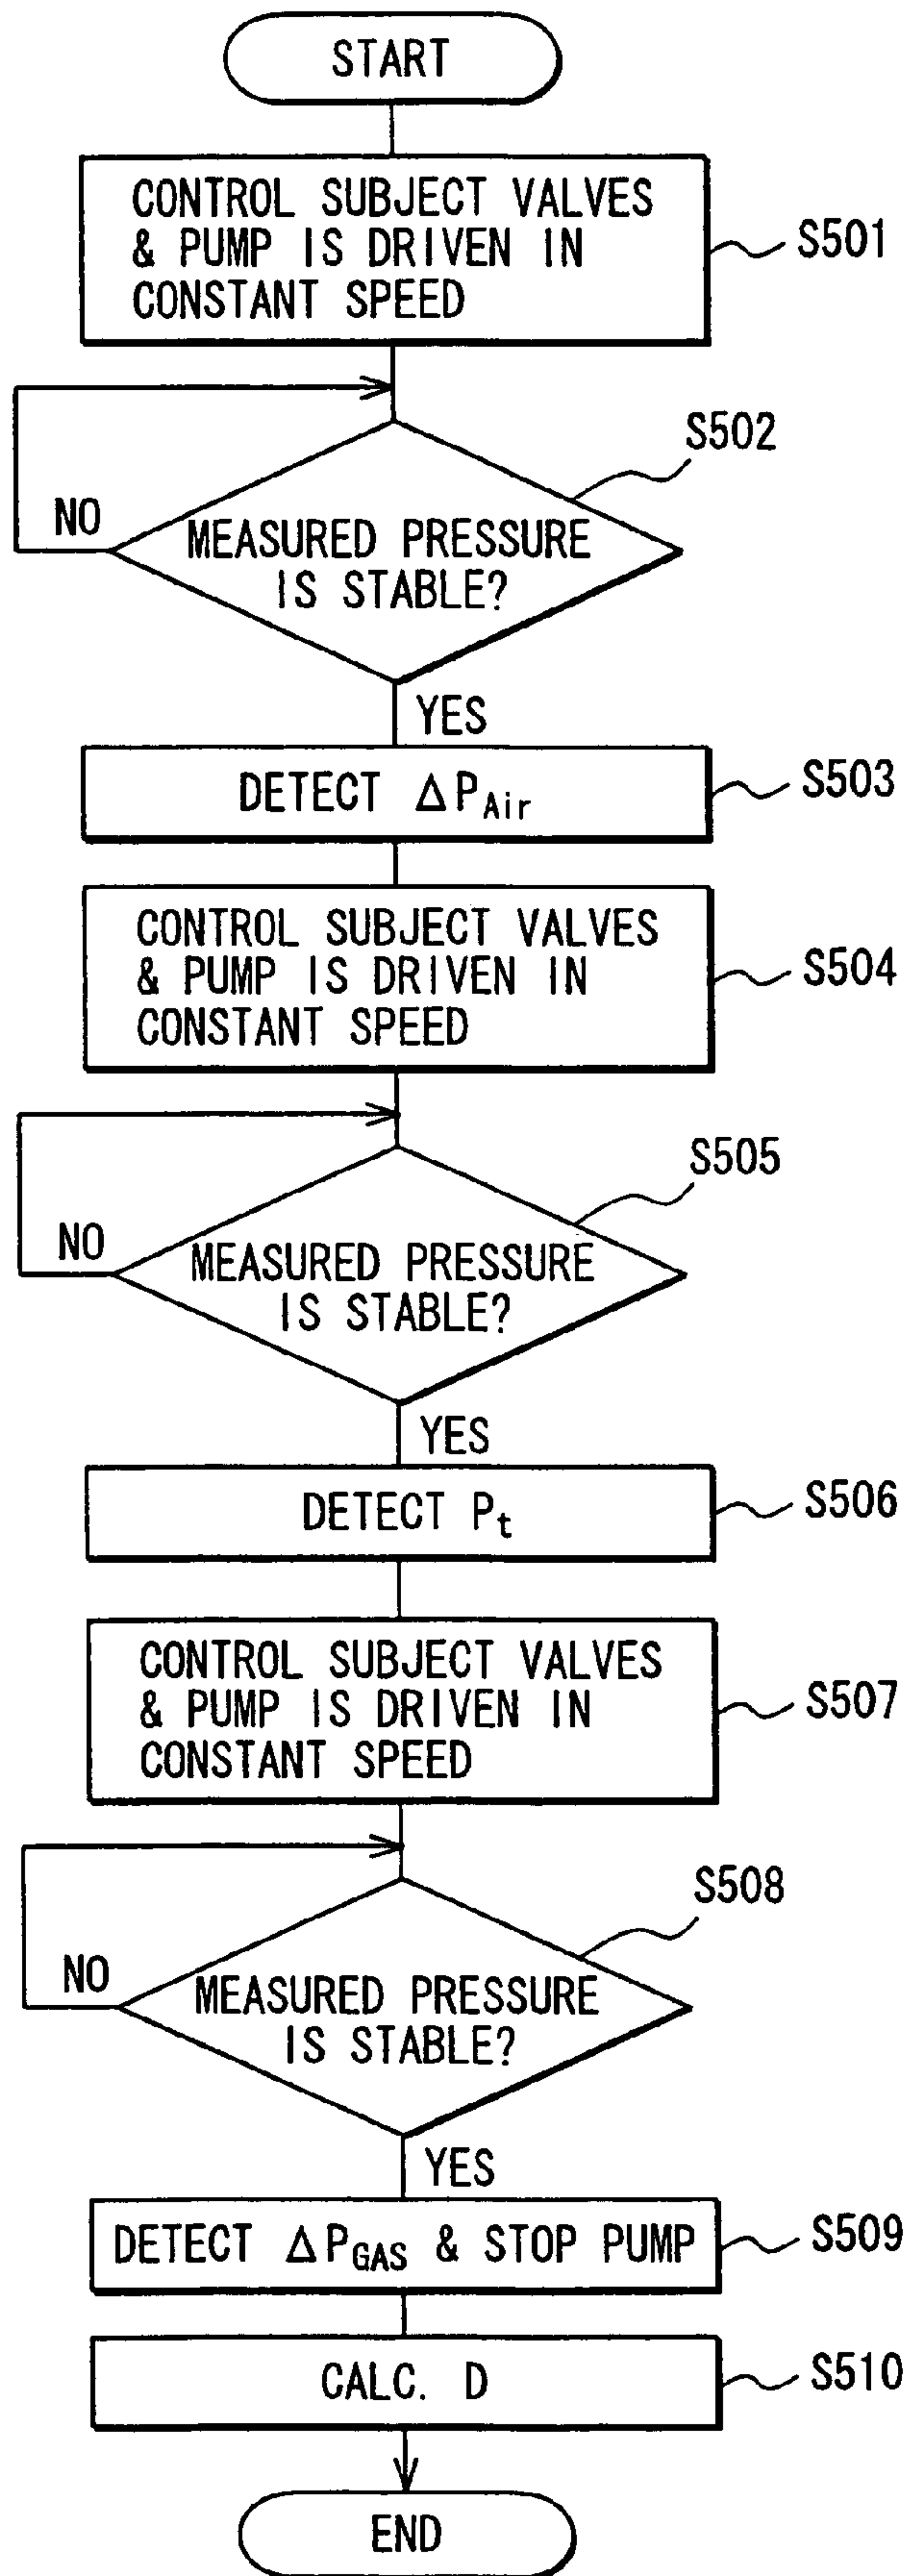 START
CONTROL SUBJECT VALVES
& PUMP IS DRIVEN IN
CONSTANT SPEED
S501
S502
NO
MEASURED PRESSURE
IS STABLE?
YES
DETECT ΔPAir
S503
CONTROL SUBJECT VALVES
& PUMP IS DRIVEN IN
CONSTANT SPEED
S504
S505
NO
MEASURED PRESSURE
IS STABLE?
YES
DETECT Pt
S506
CONTROL SUBJECT VALVES
& PUMP IS DRIVEN IN
CONSTANT SPEED
S507
S508
NO
MEASURED PRESSURE
IS STABLE?
YES
DETECT ΔPGAS & STOP PUMP
S509
CALC. D
S510
END